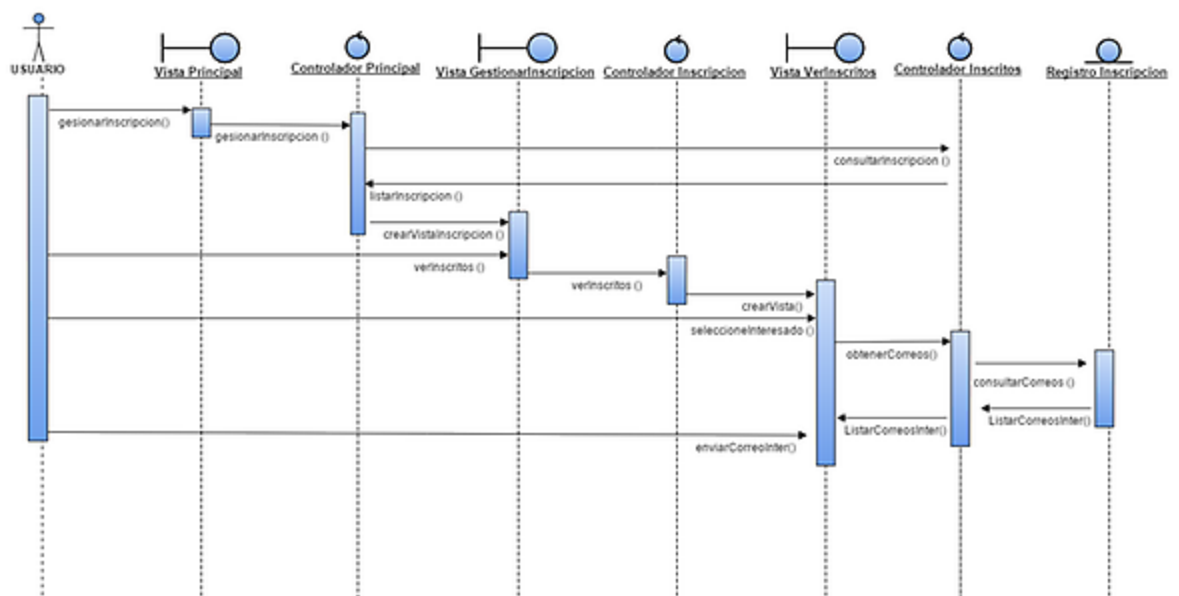 USUARIO
Vista Principal
Controlador Principal
Vista GestionarInscripcion
Controlador Inscripcion
Vista VerInscritos
Controlador Inscritos
Registro Inscripcion
gesionarInscripcion()
gesionarInscripcion ()
consultarInscripcion ()
listarInscripcion ()
crearVistaInscripcion ()
verInscritos ()
verInscritos ()
crearVista()
seleccioneInteresado ()
obtenerCorreos()
consultarCorreos ()
ListarCorreosInter()
ListarCorreosInter()
enviarCorreoInter()